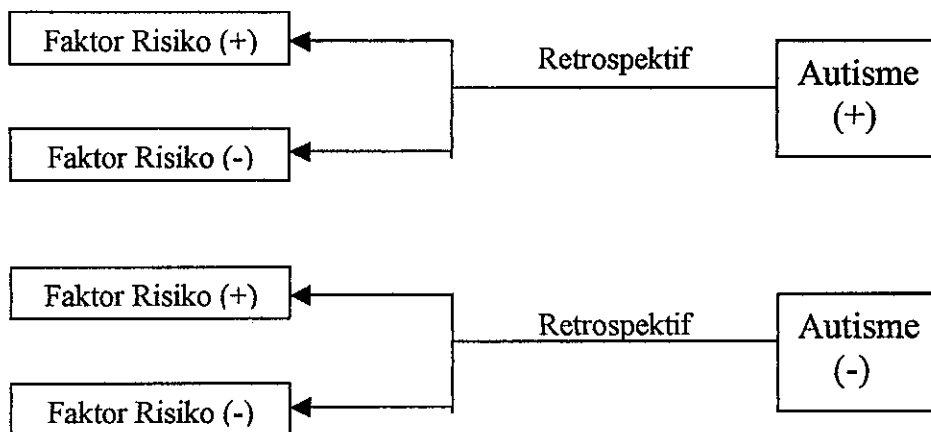 Faktor Risiko (+)
Retrospektif
Autisme
(+)
Faktor Risiko (-)
Faktor Risiko (+)
Retrospektif
Autisme
(-)
Faktor Risiko (-)